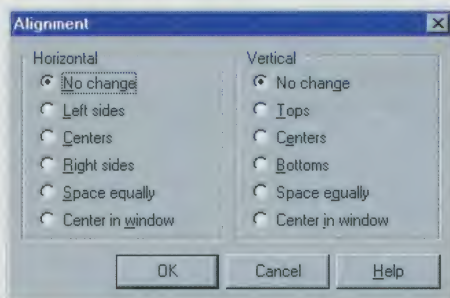 Alignment
Horizontal
No change
Left sides
Centers
Right sides
Space equally
Center in window
Vertical
No change
Tops
Centers
Bottoms
Space equally
Center in window
OK
Cancel
Help